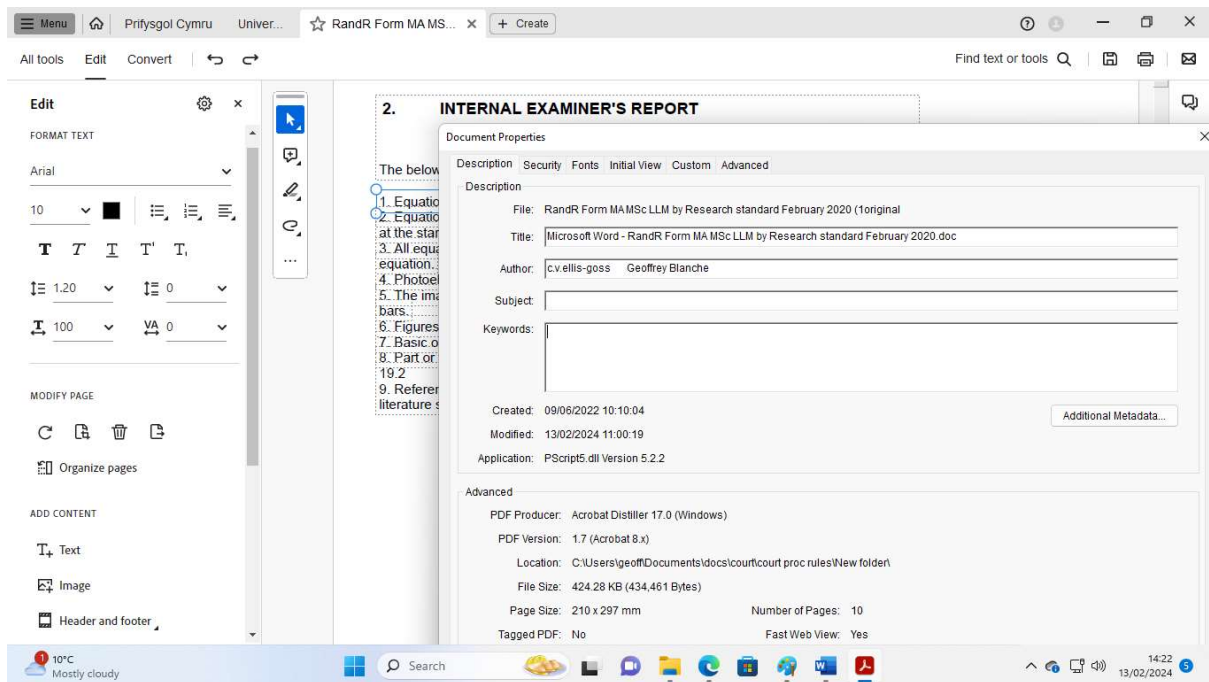 Menu Prifysgol Cymru Univer... RandR Form MA MS... + Create
All tools Edit Convert Find text or tools
Edit
FORMAT TEXT
Arial
10
T T T T' T,
1.20 0
100 VA 0
MODIFY PAGE
Organize pages
ADD CONTENT
T+ Text
Image
Header and footer
2. INTERNAL EXAMINER'S REPORT
The below
1. Equatio
2. Equatio
at the star
3. All equa
equation.
4. Photoel
5. The ima
bars.
6. Figures
7. Basic o
8. Part or
19.2
9. Referen
literature s
Document Properties
Description Security Fonts Initial View Custom Advanced
Description
File: RandR Form MA MSc LLM by Research standard February 2020 (1original
Title: Microsoft Word - RandR Form MA MSc LLM by Research standard February 2020.doc
Author: c.v.ellis-goss Geoffrey Blanche
Subject:
Keywords:
Created: 09/06/2022 10:10:04
Additional Metadata...
Modified: 13/02/2024 11:00:19
Application: PScript5.dll Version 5.2.2
Advanced
PDF Producer: Acrobat Distiller 17.0 (Windows)
PDF Version: 1.7 (Acrobat 8.x)
Location: C:\Users\geoff\Documents\docs\court\court proc rules\New folder\
File Size: 424.28 KB (434,461 Bytes)
Page Size: 210 x 297 mm Number of Pages: 10
Tagged PDF: No Fast Web View: Yes
1 10°C
Mostly cloudy
Search
14:22
13/02/2024 5